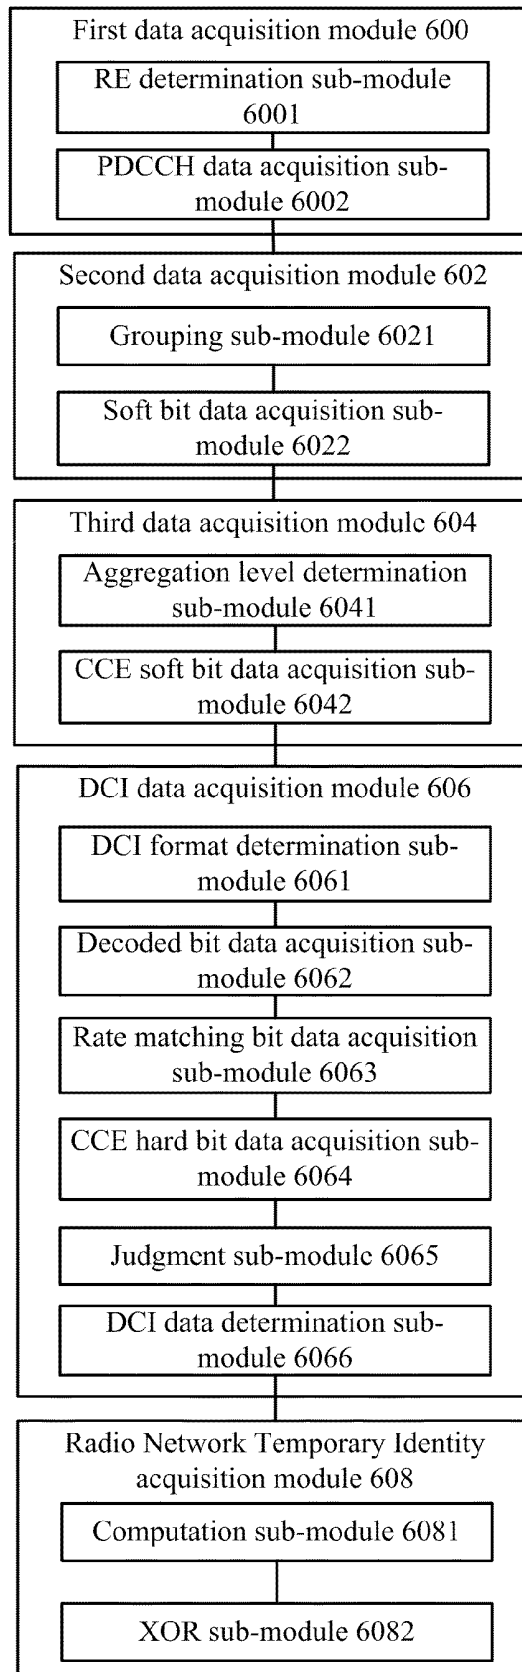 First data acquisition module 600
RE determination sub-module
6001
PDCCH data acquisition sub-
module 6002
Second data acquisition module 602
Grouping sub-module 6021
Soft bit data acquisition sub-
module 6022
Third data acquisition module 604
Aggregation level determination
sub-module 6041
CCE soft bit data acquisition sub-
module 6042
DCI data acquisition module 606
DCI format determination sub-
module 6061
Decoded bit data acquisition sub-
module 6062
Rate matching bit data acquisition
sub-module 6063
CCE hard bit data acquisition sub-
module 6064
Judgment sub-module 6065
DCI data determination sub-
module 6066
Radio Network Temporary Identity
acquisition module 608
Computation sub-module 6081
XOR sub-module 6082